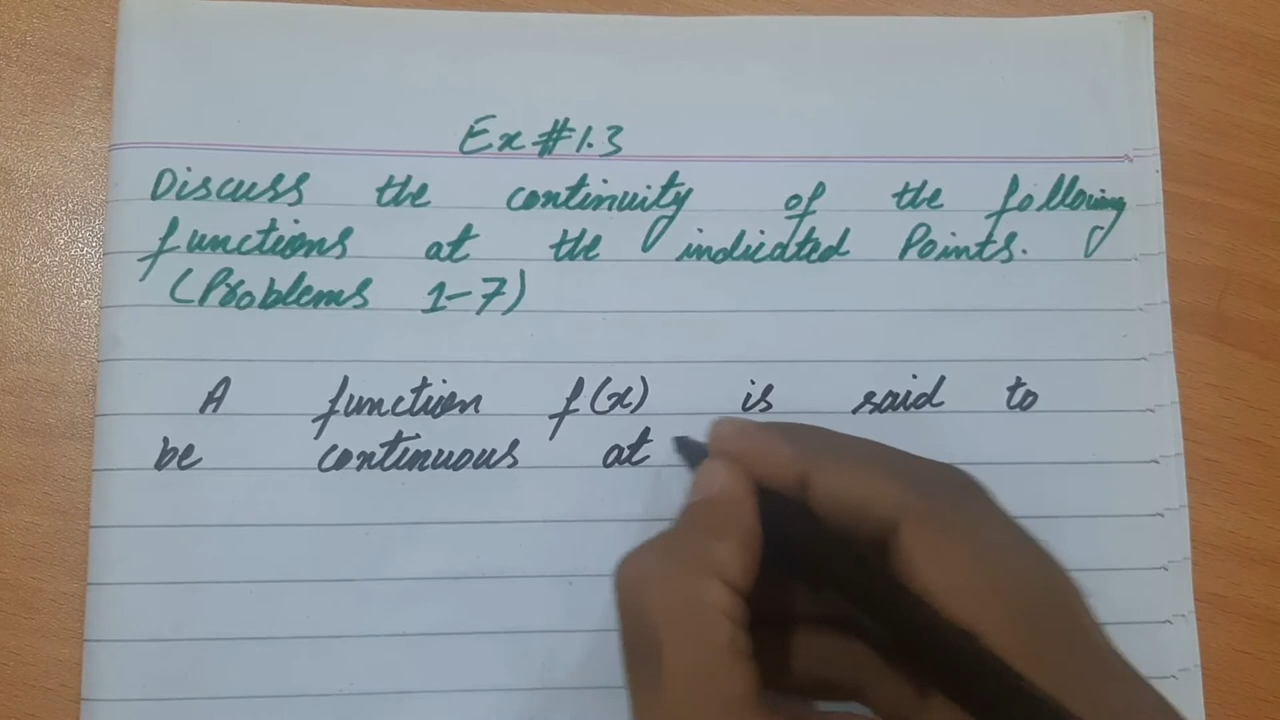 Ex#1.3
Discuss the continuity of the following
functions at the indicated Points.
(Problems 1-7)
A function f(x) is said to
be continuous at